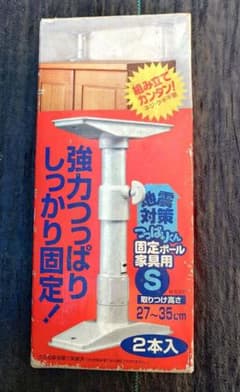 組み立て
カンタン!
強力つっぱり
しっかり固定!
地震
対策
つっぱりくん
固定ポール
家具用
S
取りつけ高さ
27〜35cm
2本入